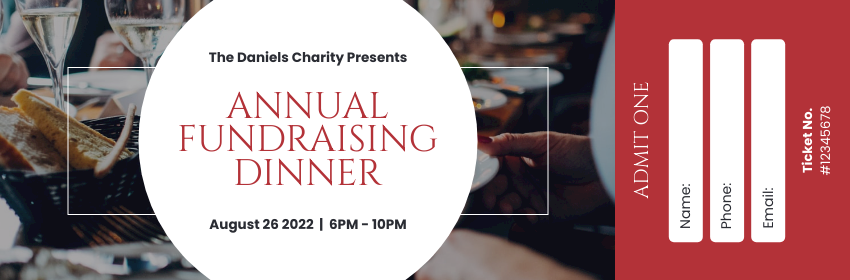 The Daniels Charity Presents
ANNUAL
FUNDRAISING
DINNER
August 26 2022 | 6PM - 10PM
ADMIT ONE
Name:
Phone:
Email:
Ticket No.
#12345678